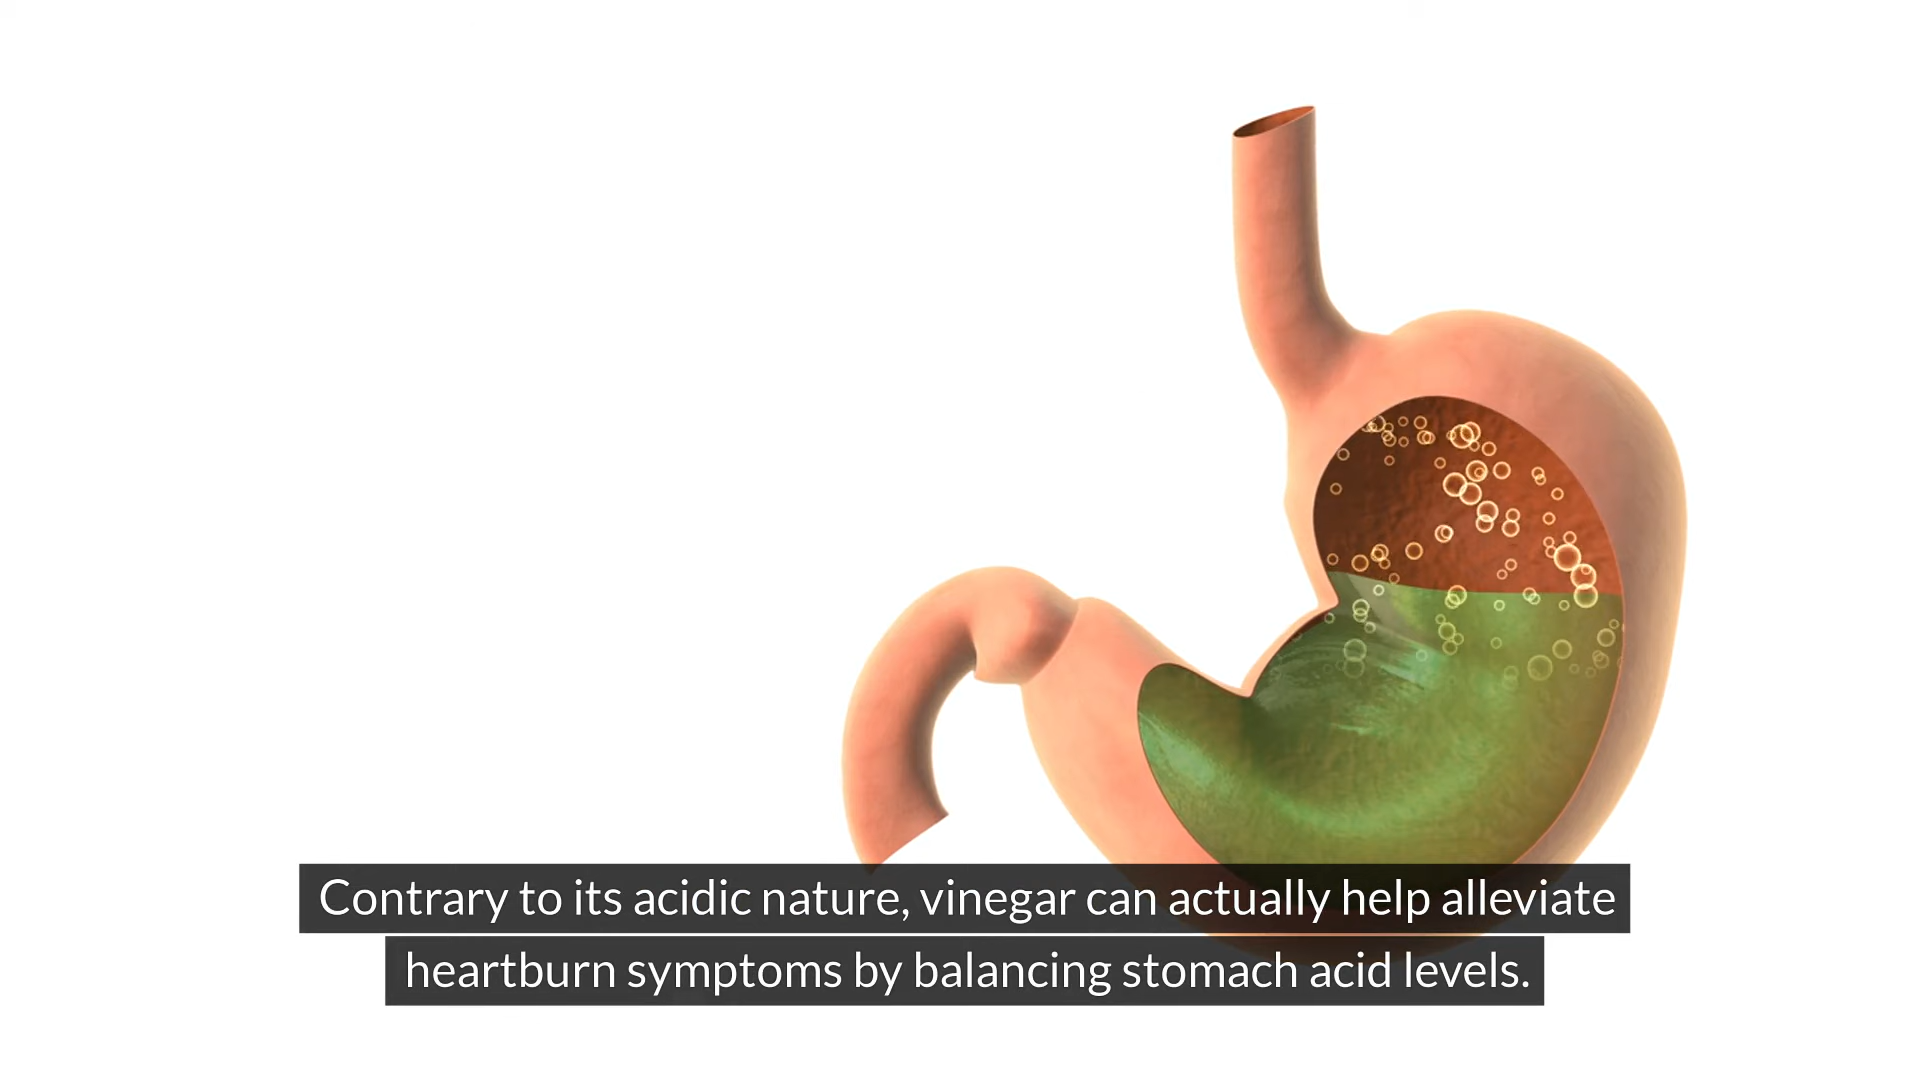 Contrary to its acidic nature, vinegar can actually help alleviate
heartburn symptoms by balancing stomach acid levels.